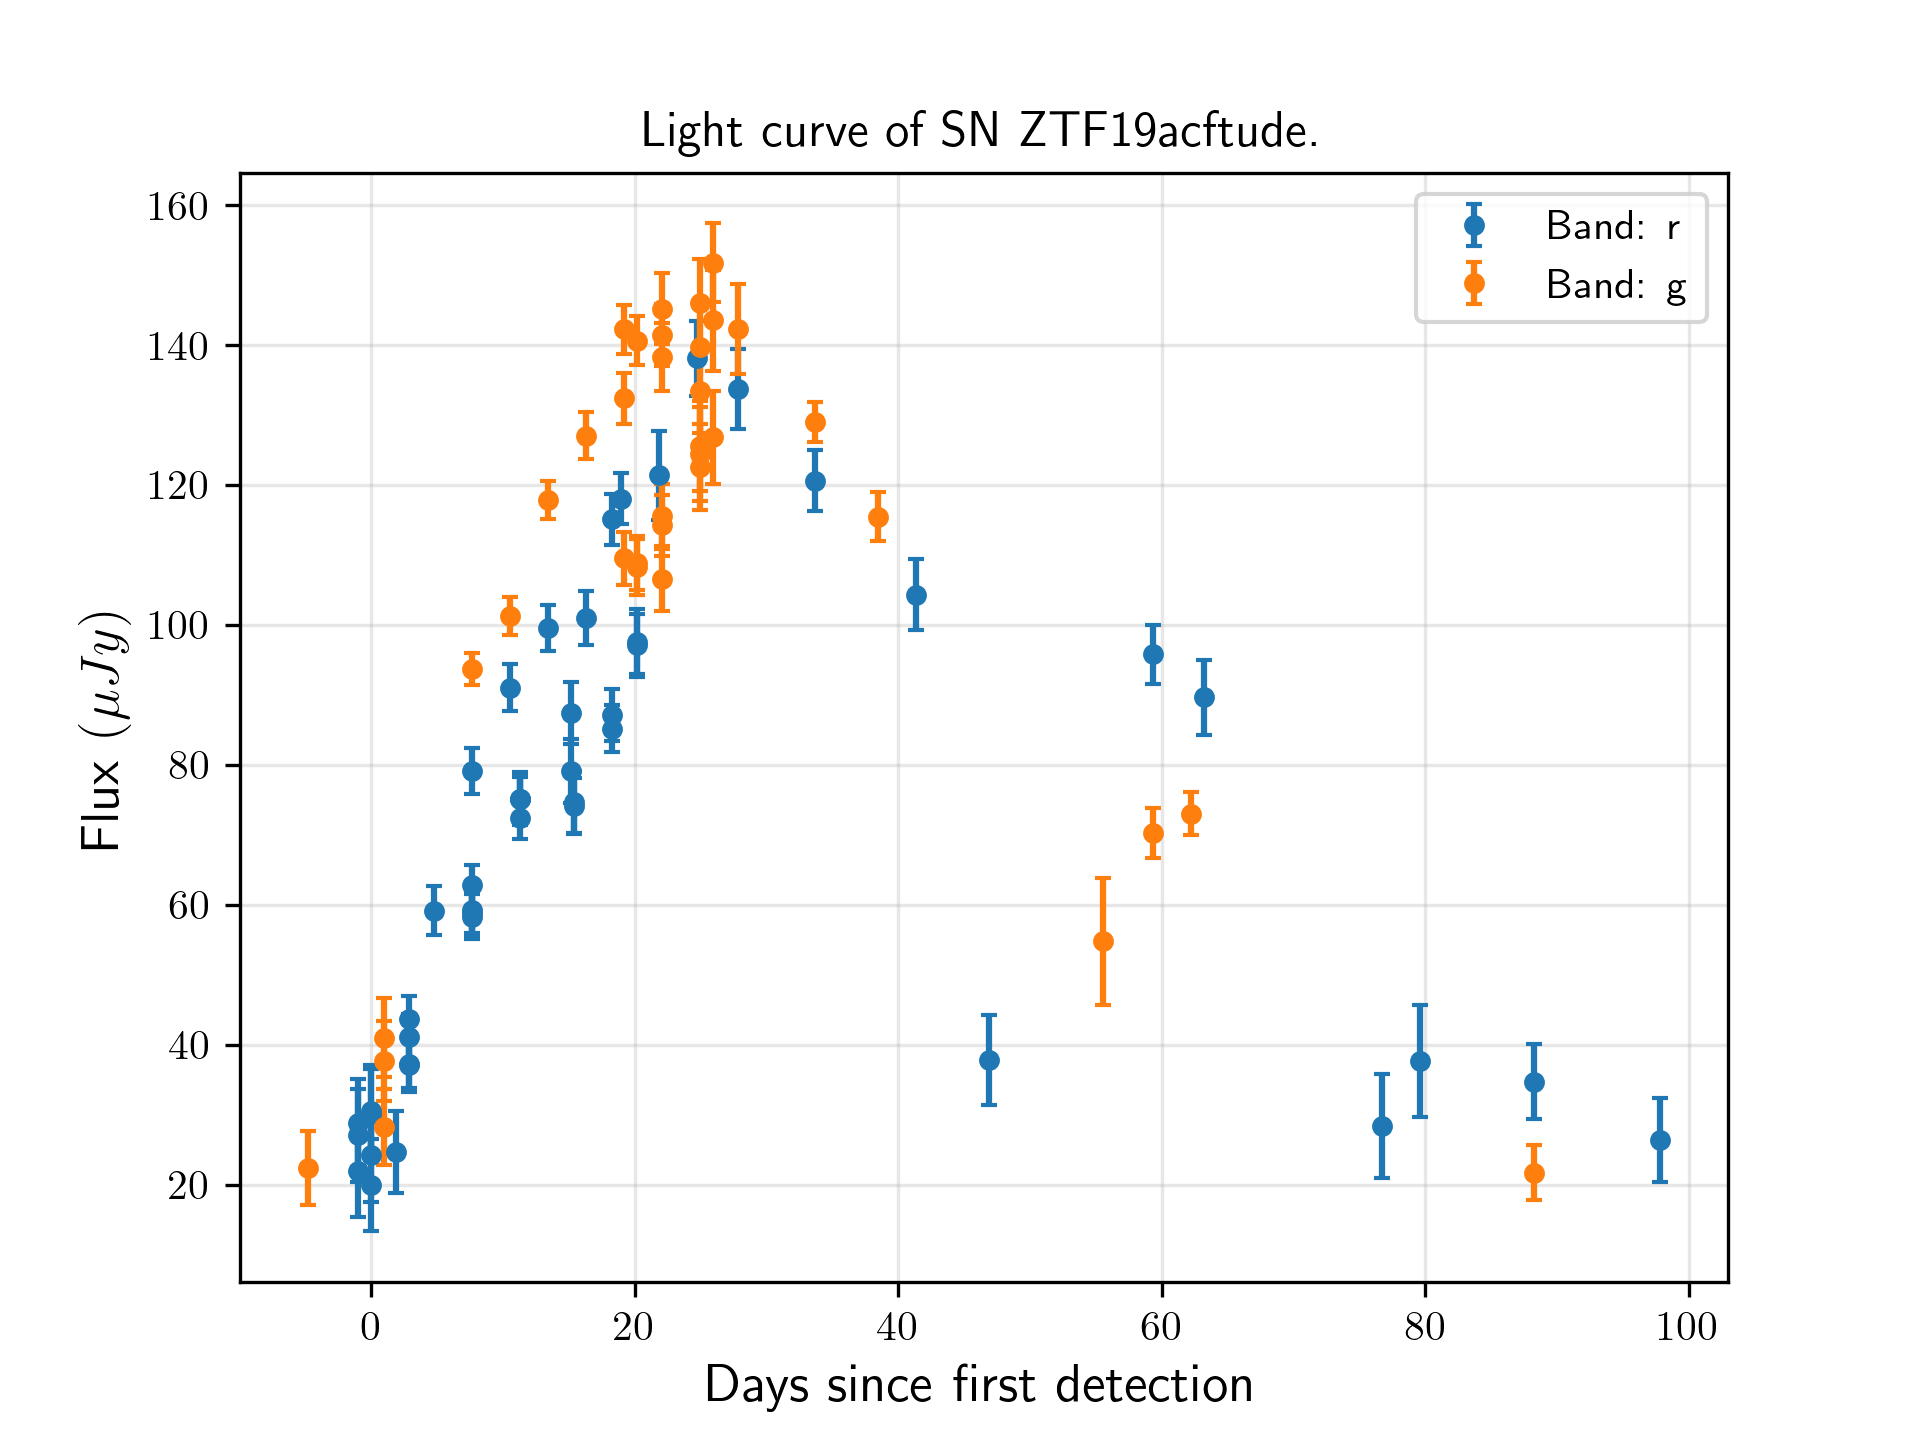 Light curve of SN ZTF19acftude.
160
140
120
100
80
60
40
20
Flux (μJy)
Band: r
Band: g
0 20 40 60 80 100
Days since first detection